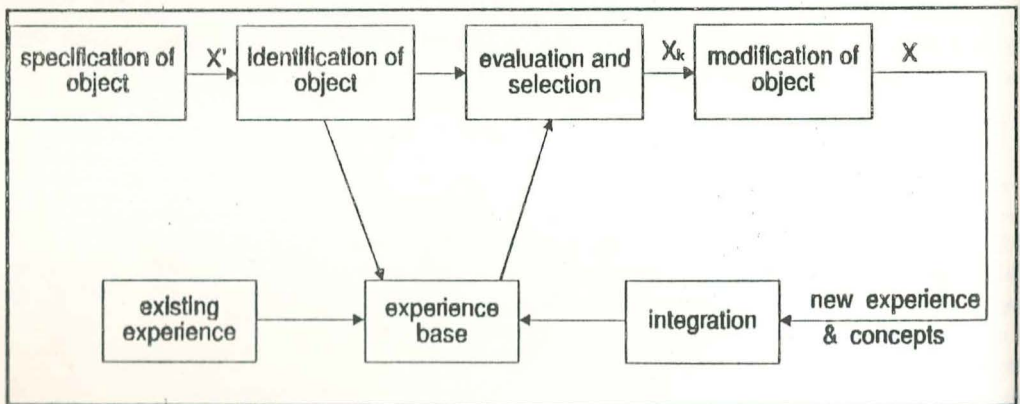 specification of
object
X'
identification of
object
evaluation and
selection
Xk
modification of
object
X
existing
experience
experience
base
integration
new experience
& concepts